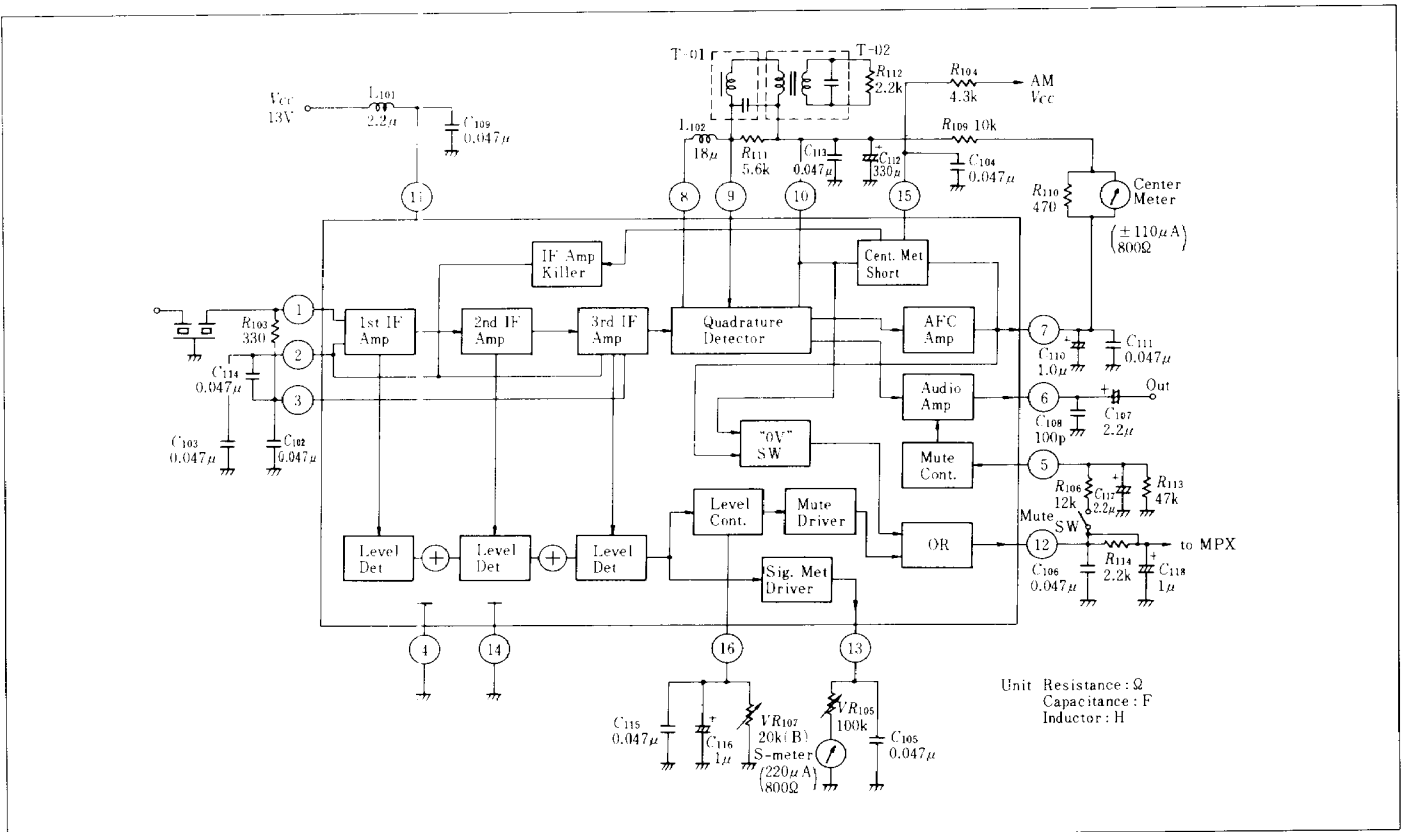 T-01
T-02
R112
2.2k
R104
4.3k
AM
Vcc
Vcc
13V
L101
2.2μ
C109
0.047μ
L102
18μ
R111
5.6k
C113
0.047μ
C112
330μ
R109 10k
C104
0.047μ
R110
470
Center
Meter
(±110μA)
800Ω
11
8
9
10
15
IF Amp
Killer
Cent. Met
Short
R103
330
1
2
3
C114
0.047μ
C103
0.047μ
C102
0.047μ
1st IF
Amp
2nd IF
Amp
3rd IF
Amp
Quadrature
Detector
AFC
Amp
7
C110
1.0μ
C111
0.047μ
Audio
Amp
6
C108
100p
C107
2.2μ
Out
"0V"
SW
Mute
Cont.
5
R106
12k
C117
2.2μ
R113
47k
Level
Cont.
Mute
Driver
OR
Mute
SW
12
C106
0.047μ
R114
2.2k
C118
1μ
to MPX
Level
Det
+
Level
Det
+
Level
Det
Sig. Met
Driver
4
14
16
13
C115
0.047μ
C116
1μ
VR107
20k(B)
S-meter
(220μA)
800Ω
VR105
100k
C105
0.047μ
Unit Resistance : Ω
Capacitance : F
Inductor : H